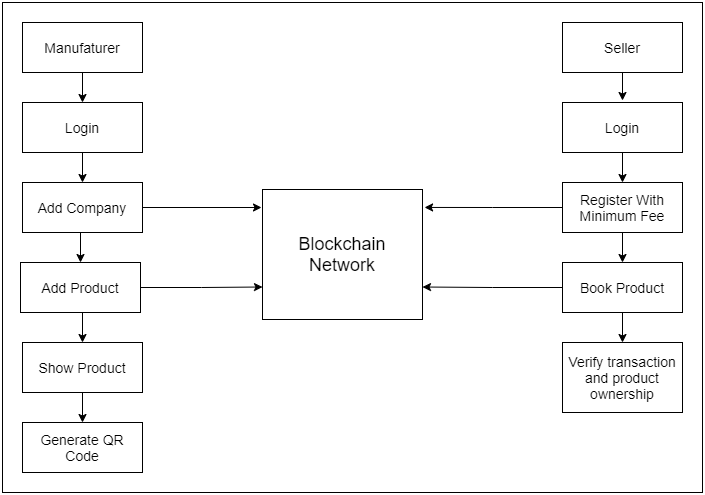 Manufaturer
Login
Add Company
Add Product
Show Product
Generate QR
Code
Blockchain
Network
Seller
Login
Register With
Minimum Fee
Book Product
Verify transaction
and product
ownership